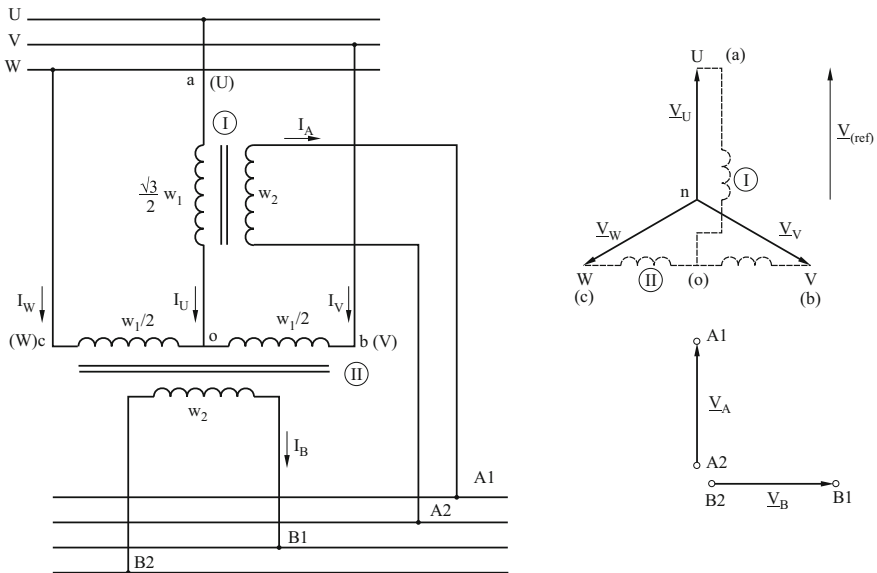 U
V
W
a (U)
I
I_A
√3/2 w₁
w₂
I_W
I_U
I_V
w₁/2
w₁/2
(W)c
o
b (V)
II
w₂
I_B
A1
A2
B1
B2
U (a)
V_U
V_(ref)
I
n
V_W
V_V
W
(c)
II
(o)
V
(b)
A1
V_A
A2
B2
V_B
B1